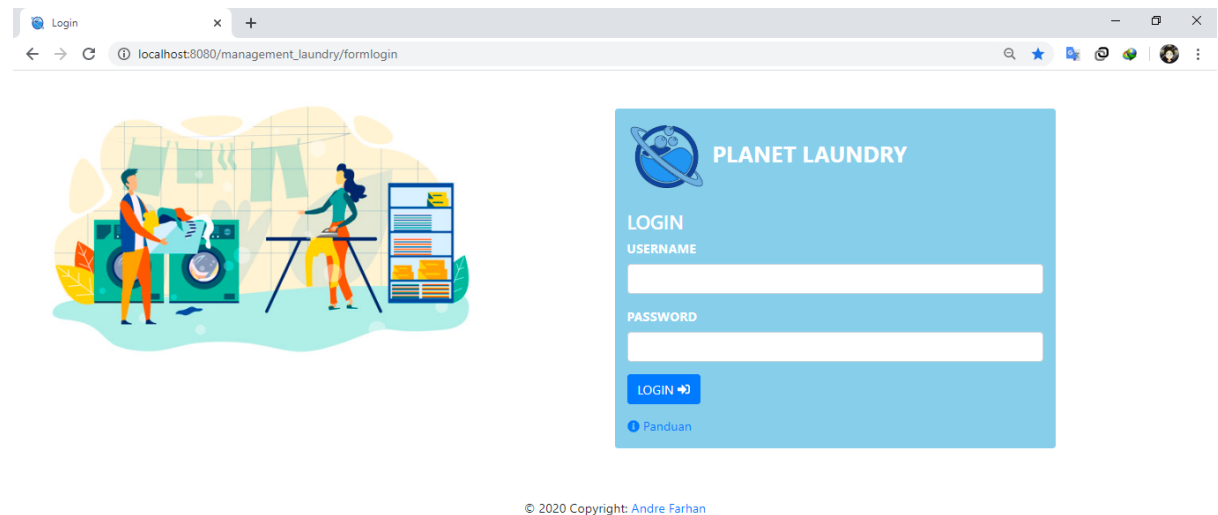 Login
localhost:8080/management_laundry/formlogin
PLANET LAUNDRY
LOGIN
USERNAME
PASSWORD
LOGIN
Panduan
© 2020 Copyright: Andre Farhan